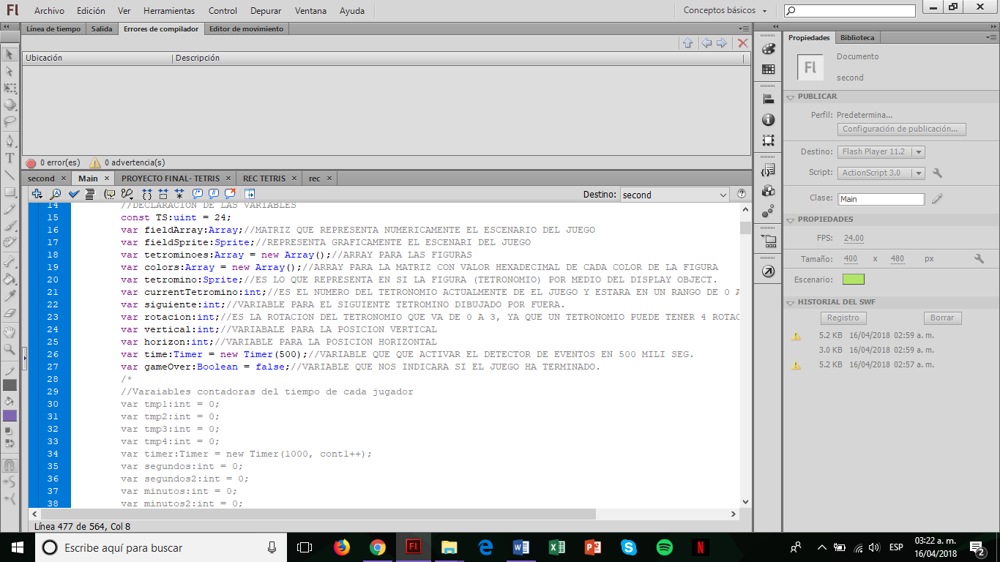 Fl Archivo Edición Ver Herramientas Control Depurar Ventana Ayuda Conceptos básicos
Línea de tiempo Salida Errores de compilador Editor de movimiento
Ubicación Descripción
0 error(es) 0 advertencia(s)
second Main PROYECTO FINAL- TETRIS REC TETRIS rec
Destino: second
14 //DECLARACION DE LAS VARIABLES
15 const TS:uint = 24;
16 var fieldArray:Array;//MATRIZ QUE REPRESENTA NUMERICAMENTE EL ESCENARIO DEL JUEGO
17 var fieldSprite:Sprite;//REPRESENTA GRAFICAMENTE EL ESCENARI DEL JUEGO
18 var tetrominoes:Array = new Array();//ARRAY PARA LAS FIGURAS
19 var colors:Array = new Array();//ARRAY PARA LA MATRIZ CON VALOR HEXADECIMAL DE CADA COLOR DE LA FIGURA
20 var tetromino:Sprite;//ES LO QUE REPRESENTA EN SI LA FIGURA (TETRONOMIO) POR MEDIO DEL DISPLAY OBJECT.
21 var currentTetromino:int;//ES EL NUMERO DEL TETRONOMIO ACTUALMENTE DE EL JUEGO Y ESTARA EN UN RANGO DE 0 A
22 var siguiente:int;//VARIABLE PARA EL SIGUIENTE TETROMINO DIBUJADO POR FUERA.
23 var rotacion:int;//ES LA ROTACION DEL TETRONOMIO QUE VA DE 0 A 3, YA QUE UN TETRONOMIO PUEDE TENER 4 ROTAC
24 var vertical:int;//VARIABALE PARA LA POSICION VERTICAL
25 var horizon:int;//VARIABLE PARA LA POSICION HORIZONTAL
26 var time:Timer = new Timer(500);//VARIABLE QUE QUE ACTIVAR EL DETECTOR DE EVENTOS EN 500 MILI SEG.
27 var gameOver:Boolean = false;//VARIABLE QUE NOS INDICARA SI EL JUEGO HA TERMINADO.
28 /*
29 //Varaiables contadoras del tiempo de cada jugador
30 var tmp1:int = 0;
31 var tmp2:int = 0;
32 var tmp3:int = 0;
33 var tmp4:int = 0;
34 var timer:Timer = new Timer(1000, cont1++);
35 var segundos:int = 0;
36 var segundos2:int = 0;
37 var minutos:int = 0;
38 var minutos2:int = 0;
Línea 477 de 564, Col 8
Propiedades Biblioteca
Fl
Documento
second
PUBLICAR
Perfil: Predetermina...
Configuración de publicación...
Destino: Flash Player 11.2
Script: ActionScript 3.0
Clase: Main
PROPIEDADES
FPS: 24.00
Tamaño: 400 x 480 px
Escenario:
HISTORIAL DEL SWF
Registro Borrar
5.2 KB 16/04/2018 02:59 a. m.
3.0 KB 16/04/2018 02:59 a. m.
5.2 KB 16/04/2018 02:57 a. m.
Escribe aquí para buscar
ESP
03:22 a. m.
16/04/2018
2